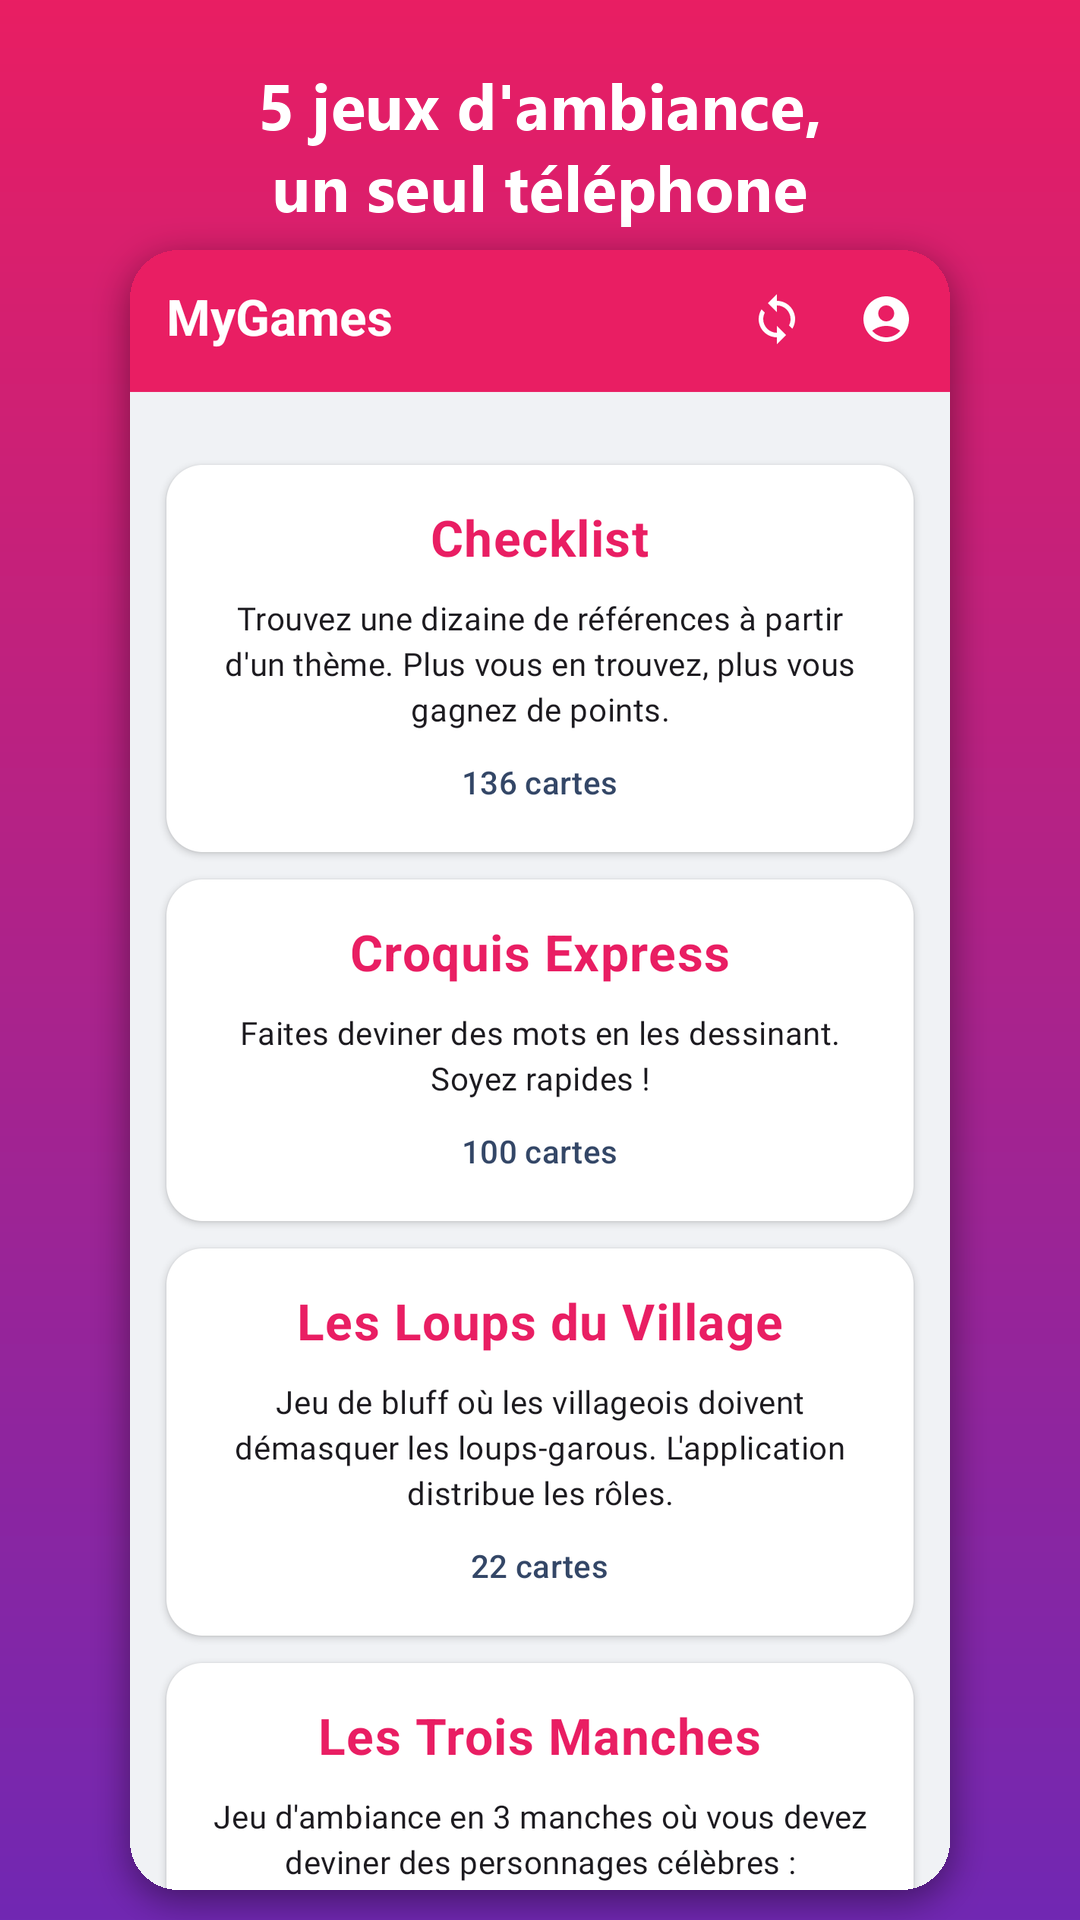 5 jeux d'ambiance,
un seul téléphone
MyGames
Checklist
Trouvez une dizaine de références à partir
d'un thème. Plus vous en trouvez, plus vous
gagnez de points.
136 cartes
Croquis Express
Faites deviner des mots en les dessinant.
Soyez rapides !
100 cartes
Les Loups du Village
Jeu de bluff où les villageois doivent
démasquer les loups-garous. L'application
distribue les rôles.
22 cartes
Les Trois Manches
Jeu d'ambiance en 3 manches où vous devez
deviner des personnages célèbres :